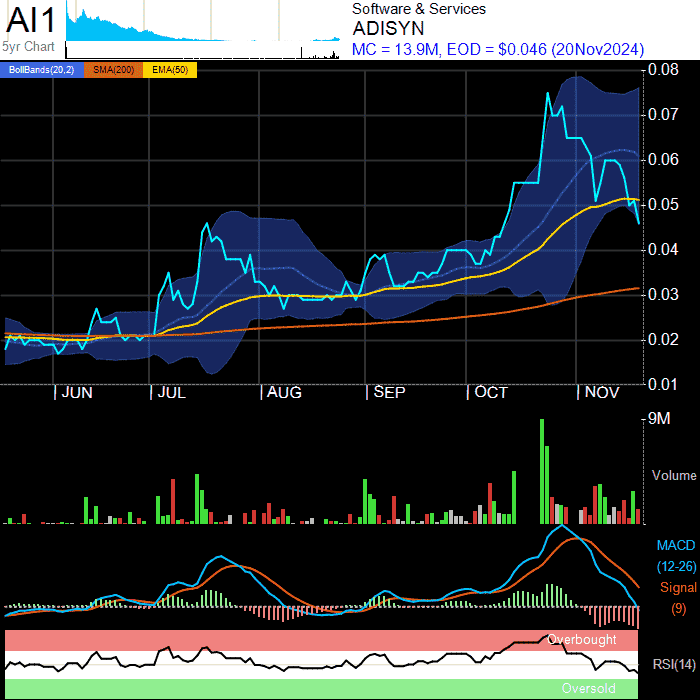 AI1
5yr Chart
Software & Services
ADISYN
MC = 13.9M, EOD = $0.046 (20Nov2024)
BollBands(20,2) SMA(200) EMA(50)
0.08
0.07
0.06
0.05
0.04
0.03
0.02
0.01
JUN JUL AUG SEP OCT NOV
9M
Volume
MACD
(12-26)
Signal
(9)
Overbought
RSI(14)
Oversold